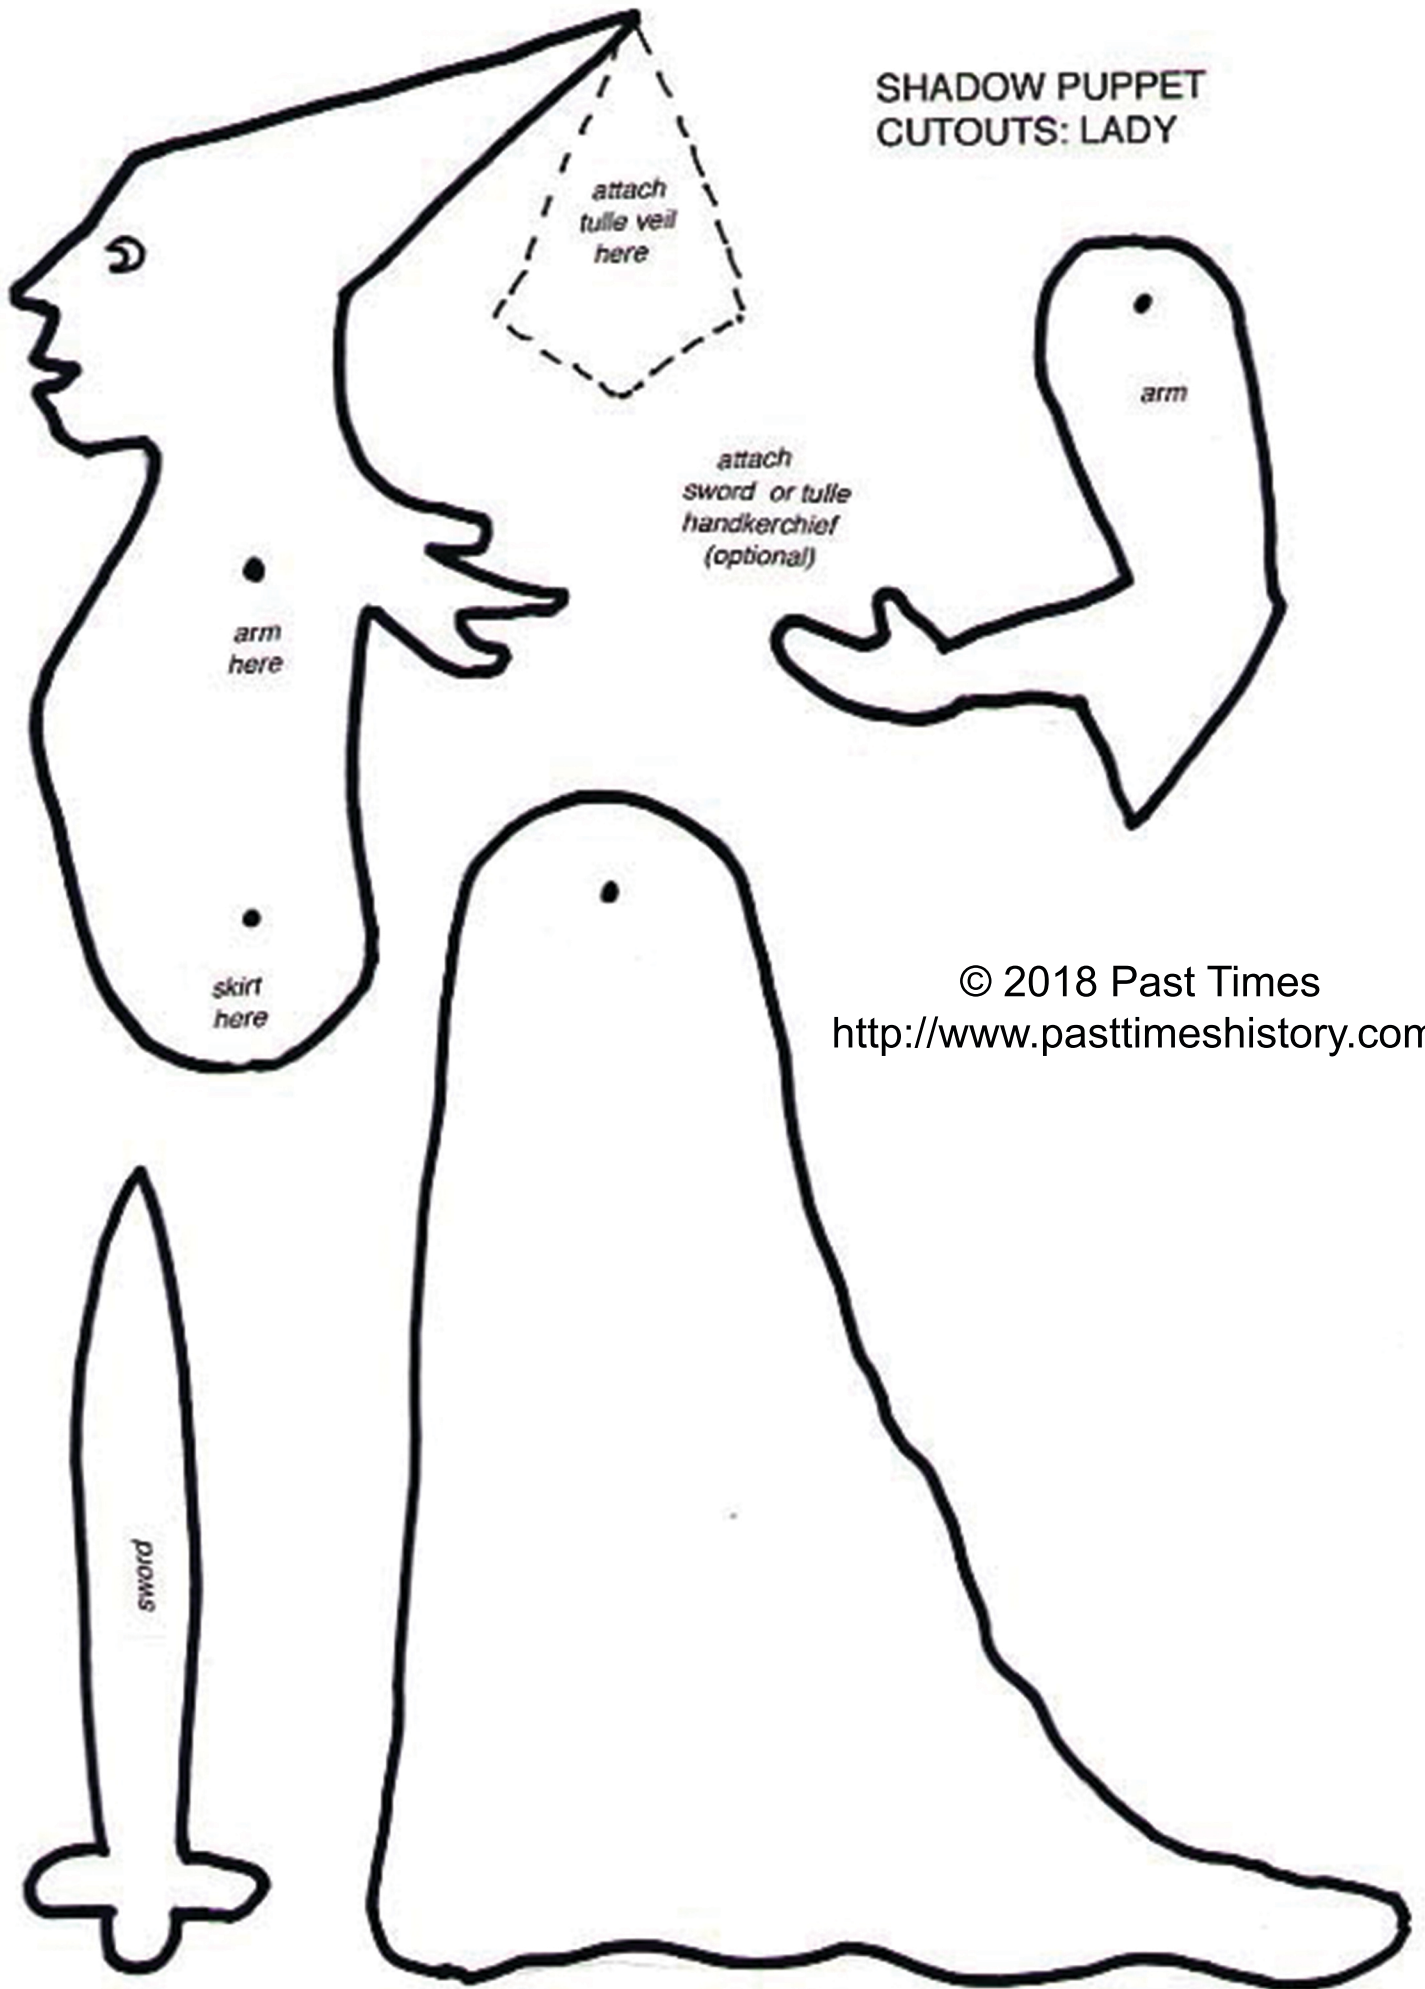 SHADOW PUPPET
CUTOUTS: LADY
attach
tulle veil
here
arm
attach
sword or tulle
handkerchief
(optional)
arm
here
skirt
here
© 2018 Past Times
http://www.pasttimeshistory.com
sword